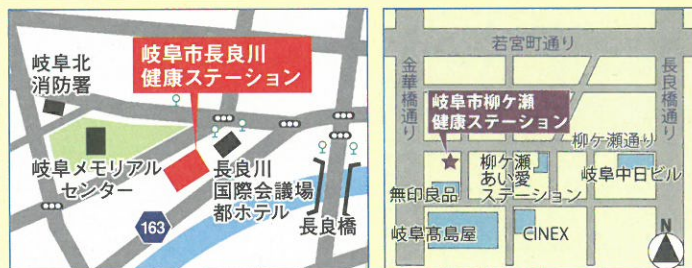 岐阜北
消防署
岐阜市長良川
健康ステーション
岐阜メモリアル
センター
長良川
国際会議場
都ホテル
長良橋
163
若宮町通り
金華橋通り
長良橋通り
岐阜市柳ケ瀬
健康ステーション
柳ケ瀬通り
柳ケ瀬
あい愛
ステーション
岐阜中日ビル
無印良品
岐阜髙島屋
CINEX
N